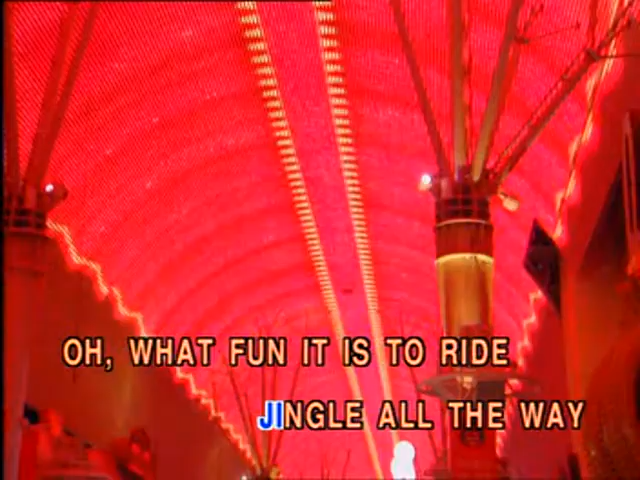 OH, WHAT FUN IT IS TO RIDE
JINGLE ALL THE WAY